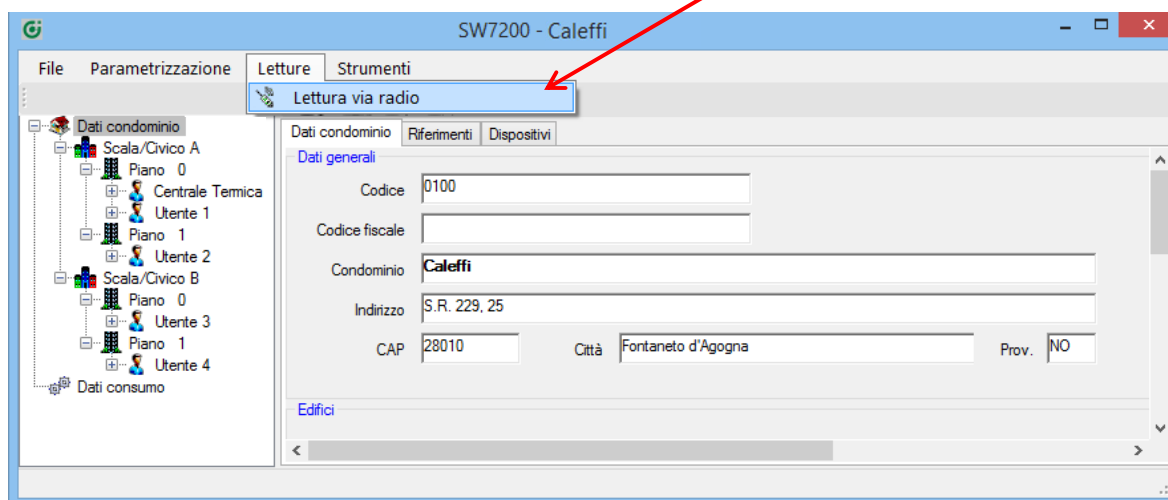 SW7200 - Caleffi
File Parametrizzazione Letture Strumenti
Lettura via radio
Dati condominio
Scala/Civico A
Piano 0
Centrale Termica
Utente 1
Piano 1
Utente 2
Scala/Civico B
Piano 0
Utente 3
Piano 1
Utente 4
Dati consumo
Dati condominio Riferimenti Dispositivi
Dati generali
Codice 0100
Codice fiscale
Condominio Caleffi
Indirizzo S.R. 229, 25
CAP 28010 Città Fontaneto d'Agogna Prov. NO
Edifici